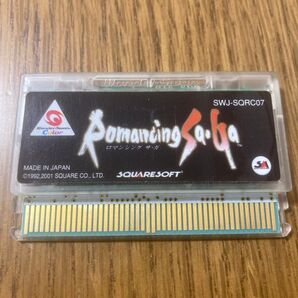 SWJ-SQRC07
WonderSwan
Color
Romancing Sa·Ga
ロマンシング サ・ガ
MADE IN JAPAN
©1992,2001 SQUARE CO., LTD.
SQUARESOFT